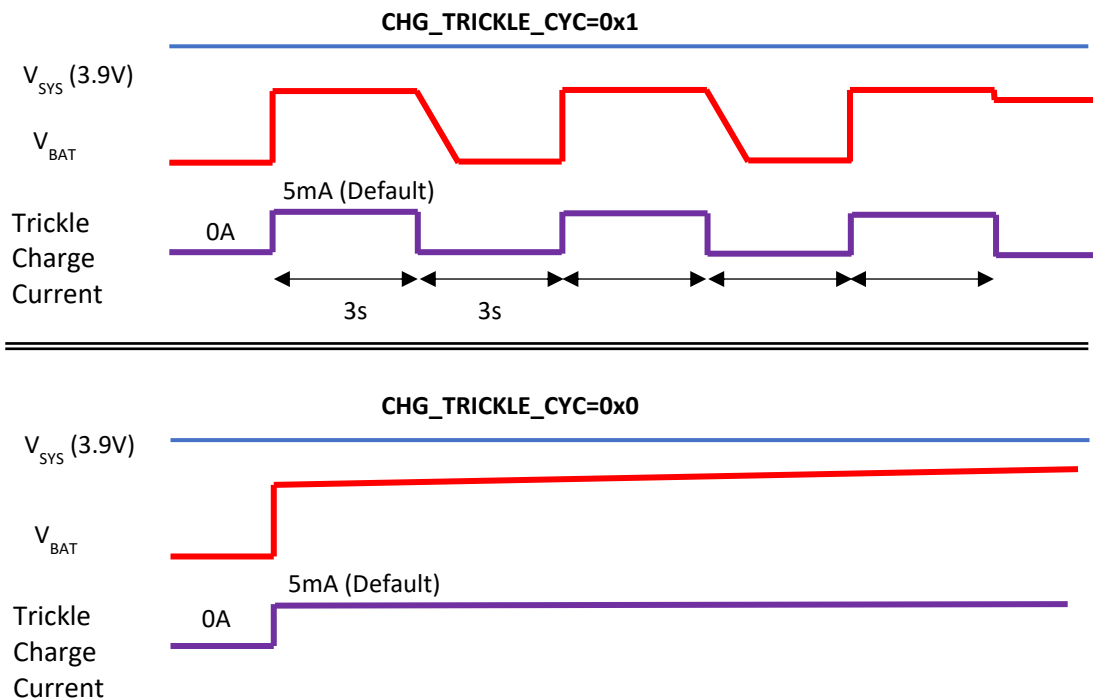 CHG_TRICKLE_CYC=0x1
VSYS (3.9V)
VBAT
5mA (Default)
0A
Trickle
Charge
Current
3s 3s
CHG_TRICKLE_CYC=0x0
VSYS (3.9V)
VBAT
5mA (Default)
0A
Trickle
Charge
Current